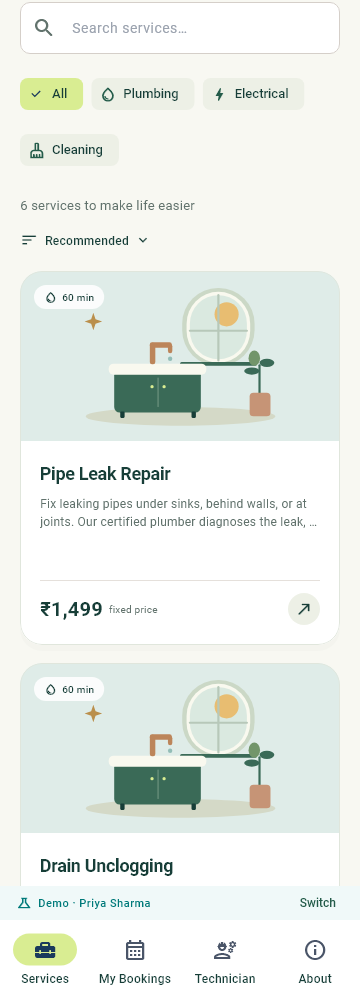 Search services…
All
Plumbing
Electrical
Cleaning
6 services to make life easier
Recommended
60 min
Pipe Leak Repair
Fix leaking pipes under sinks, behind walls, or at
joints. Our certified plumber diagnoses the leak, …
₹1,499 fixed price
60 min
Drain Unclogging
Demo · Priya Sharma
Switch
Services
My Bookings
Technician
About